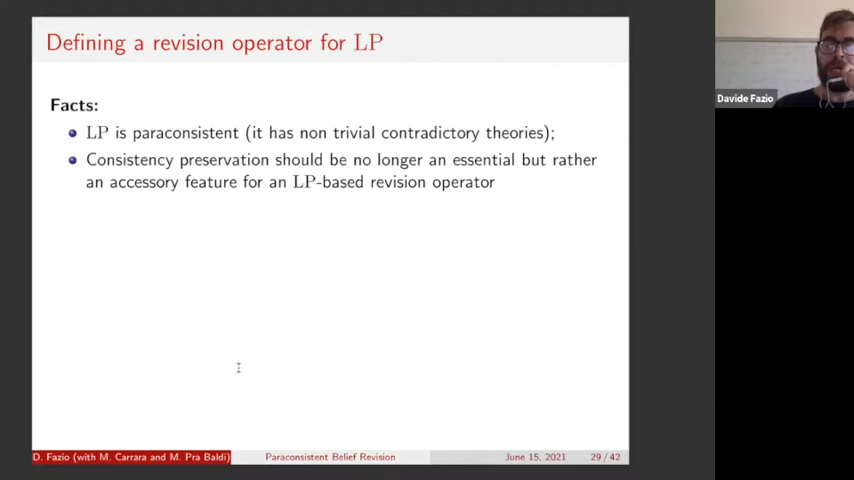 Defining a revision operator for LP
Facts:
LP is paraconsistent (it has non trivial contradictory theories);
Consistency preservation should be no longer an essential but rather
an accessory feature for an LP-based revision operator
D. Fazio (with M. Carrara and M. Pra Baldi)
Paraconsistent Belief Revision
June 15, 2021
29 / 42
Davide Fazio